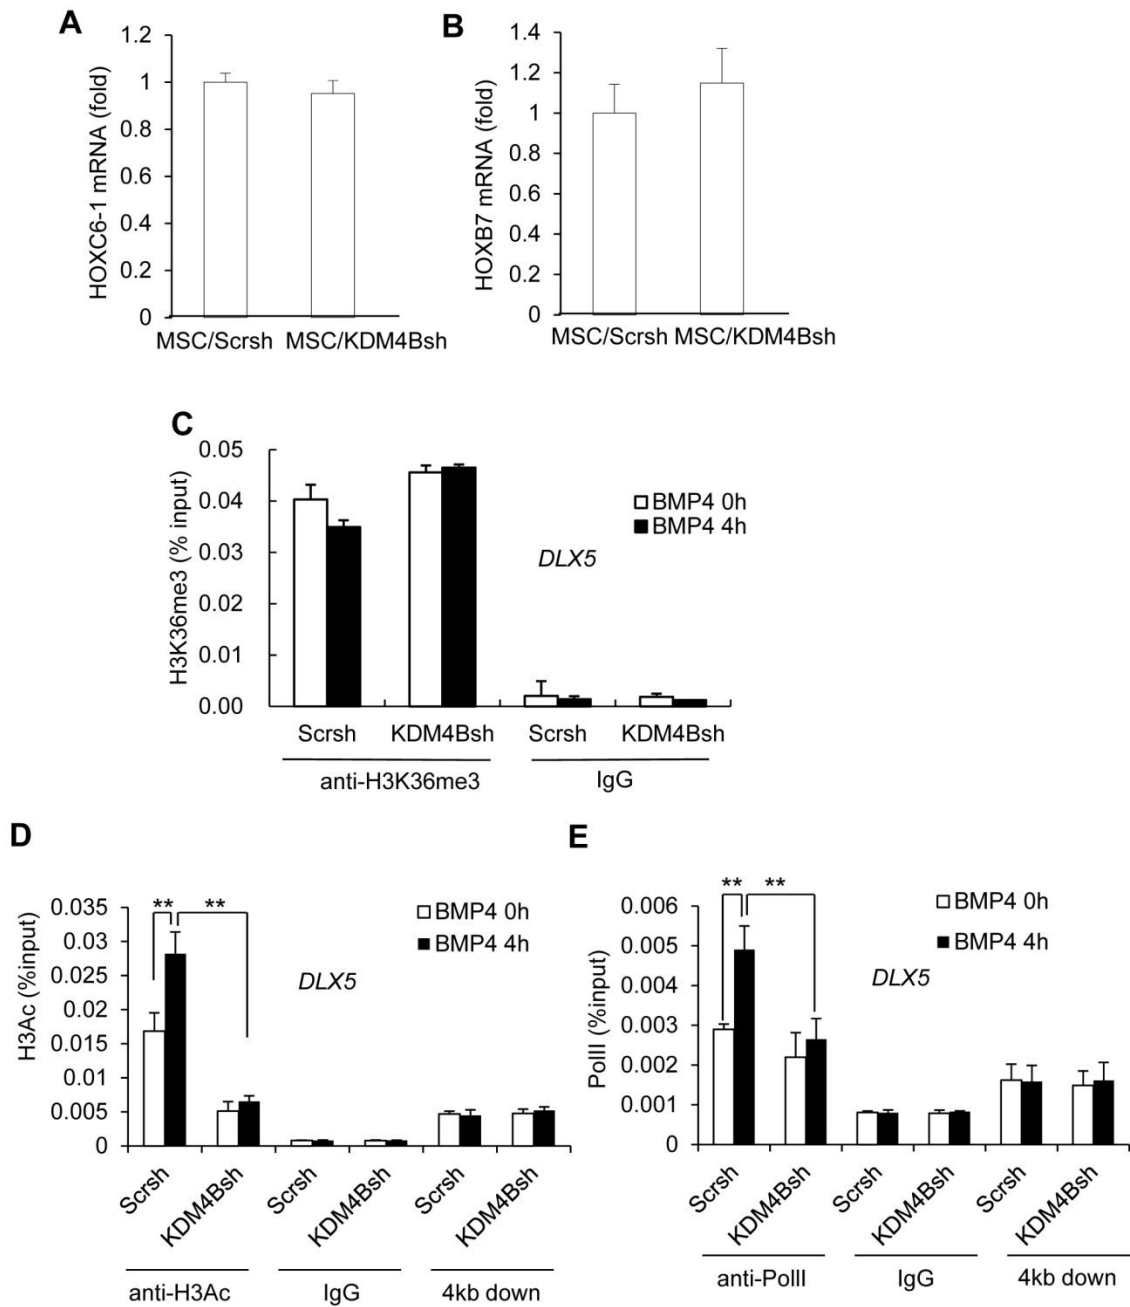 A
HOXC6-1 mRNA (fold)
1.2
1
0.8
0.6
0.4
0.2
0
MSC/Scrsh MSC/KDM4Bsh
B
HOXB7 mRNA (fold)
1.4
1.2
1
0.8
0.6
0.4
0.2
0
MSC/Scrsh MSC/KDM4Bsh
C
H3K36me3 (% input)
0.05
0.04
0.03
0.02
0.01
0.00
BMP4 0h
BMP4 4h
DLX5
Scrsh KDM4Bsh Scrsh KDM4Bsh
anti-H3K36me3 IgG
D
H3Ac (%input)
0.035
0.03
0.025
0.02
0.015
0.01
0.005
0
** **
BMP4 0h
BMP4 4h
DLX5
Scrsh KDM4Bsh Scrsh KDM4Bsh Scrsh KDM4Bsh
anti-H3Ac IgG 4kb down
E
PolII (%input)
0.006
0.005
0.004
0.003
0.002
0.001
0
** **
BMP4 0h
BMP4 4h
DLX5
Scrsh KDM4Bsh Scrsh KDM4Bsh Scrsh KDM4Bsh
anti-PolII IgG 4kb down